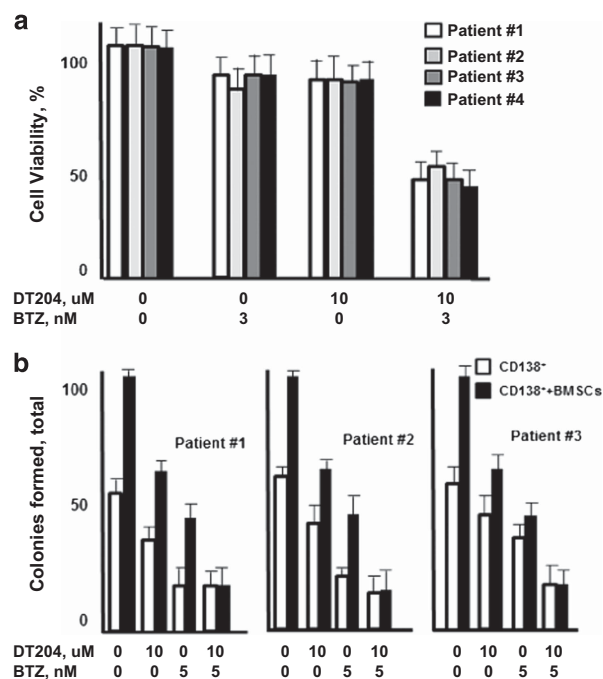 a
Cell Viability, %
100
50
0
Patient #1
Patient #2
Patient #3
Patient #4
DT204, uM 0 0 10 10
BTZ, nM 0 3 0 3
b
Colonies formed, total
100
50
0
CD138-
CD138-+BMSCs
Patient #1
Patient #2
Patient #3
DT204, uM 0 10 0 10 0 10 0 10 0 10 0 10
BTZ, nM 0 0 5 5 0 0 5 5 0 0 5 5